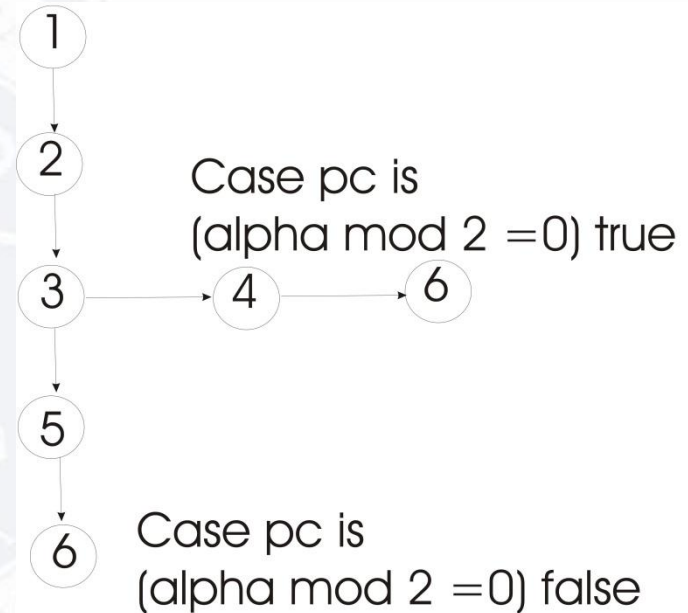 1
2
Case pc is
(alpha mod 2 =0) true
3 4 6
5
6
Case pc is
(alpha mod 2 =0) false